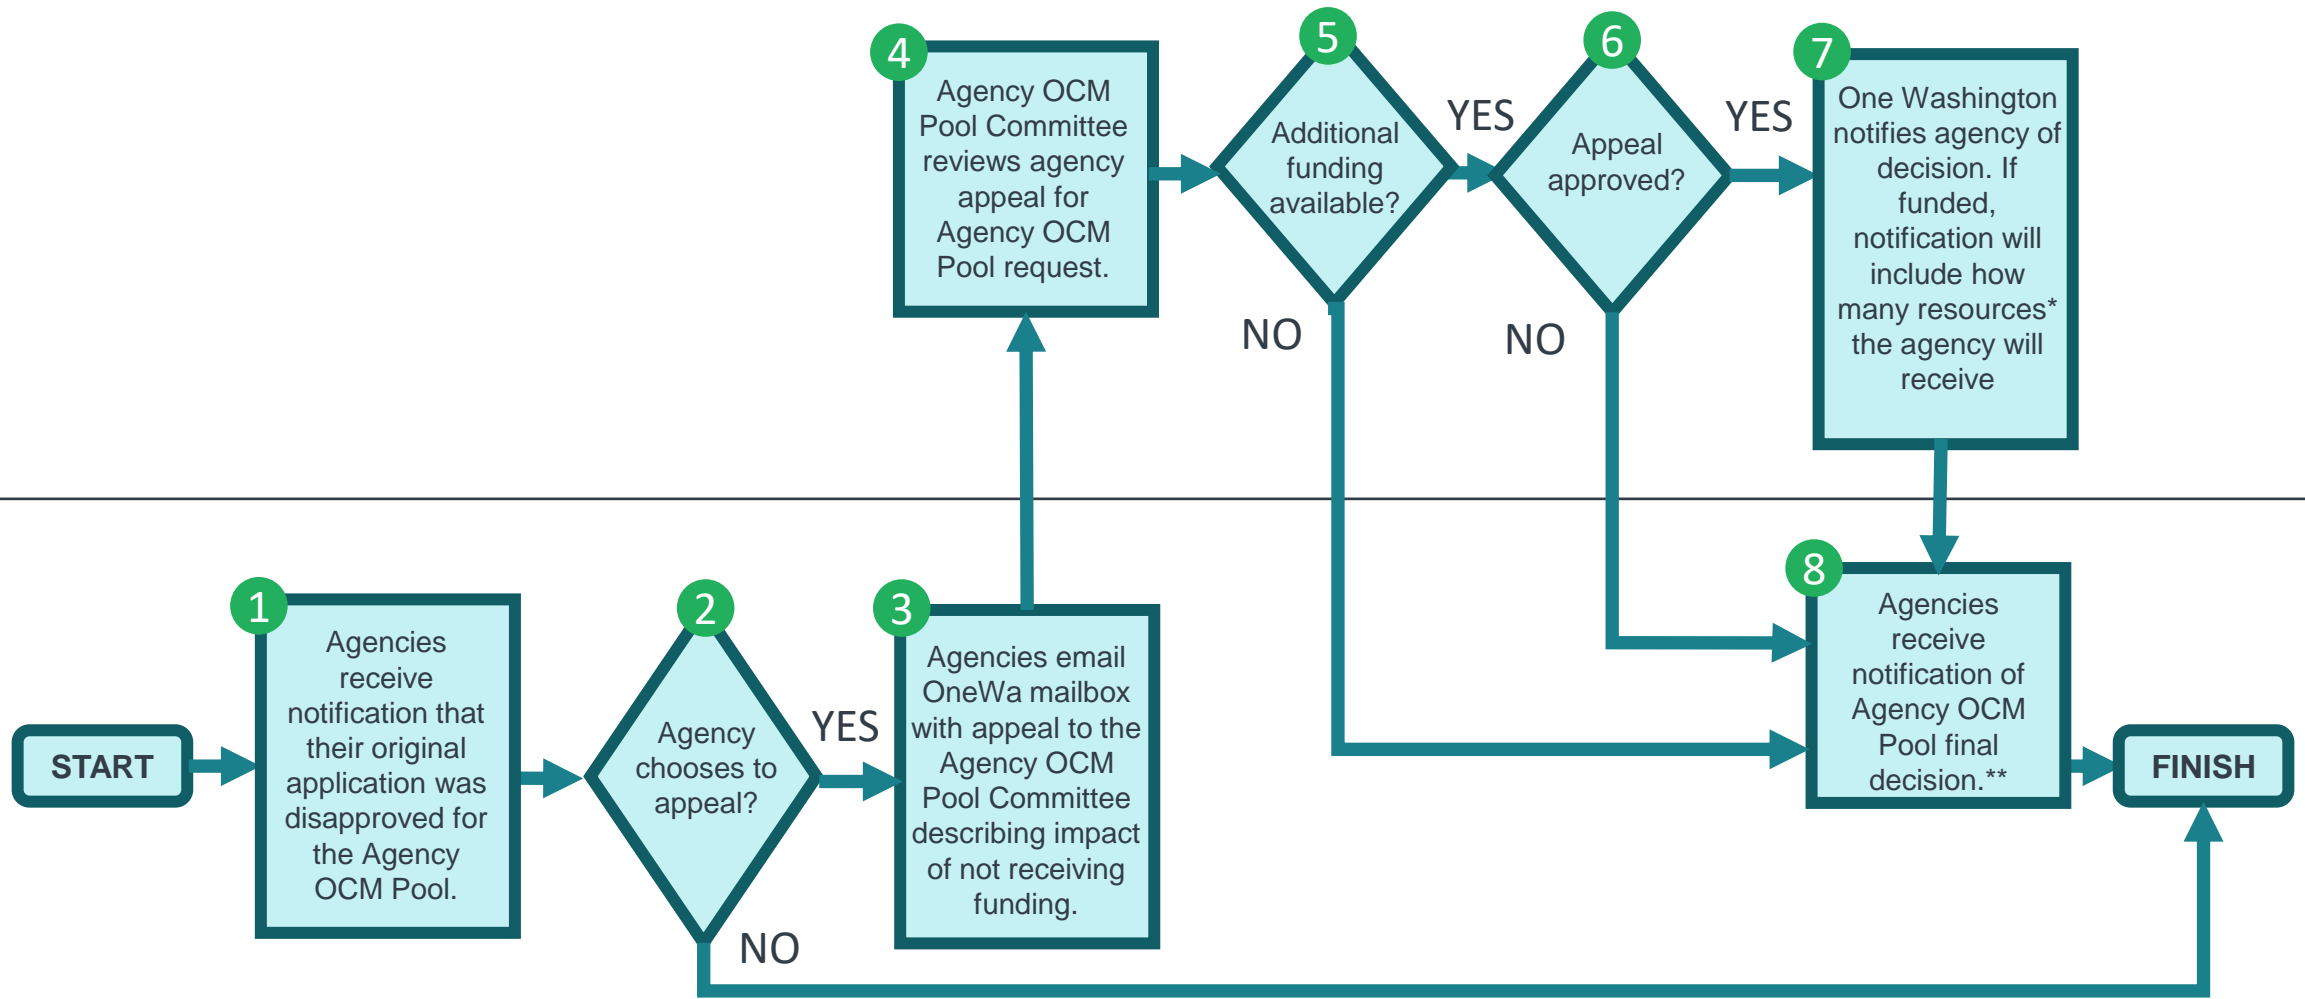 4
Agency OCM
Pool Committee
reviews agency
appeal for
Agency OCM
Pool request.
5
Additional
funding
available?
YES
NO
6
Appeal
approved?
YES
NO
7
One Washington
notifies agency of
decision. If
funded,
notification will
include how
many resources*
the agency will
receive
START
1
Agencies
receive
notification that
their original
application was
disapproved for
the Agency
OCM Pool.
2
Agency
chooses to
appeal?
YES
NO
3
Agencies email
OneWa mailbox
with appeal to the
Agency OCM
Pool Committee
describing impact
of not receiving
funding.
8
Agencies
receive
notification of
Agency OCM
Pool final
decision.**
FINISH